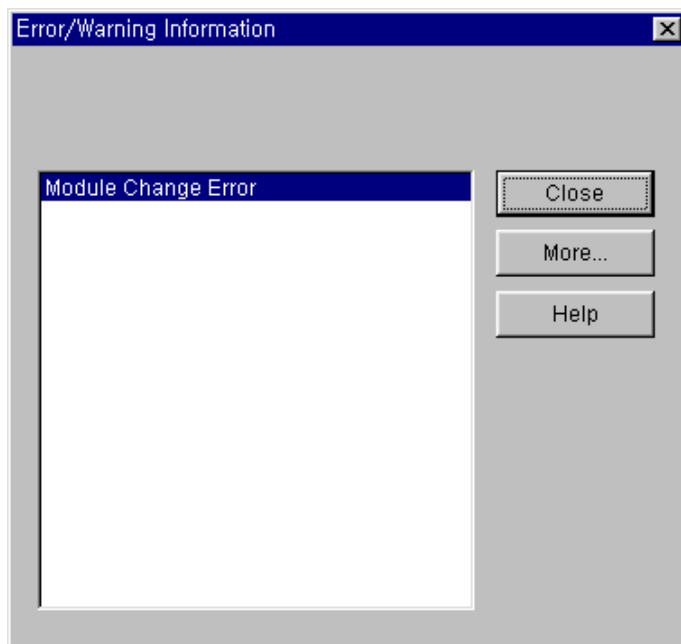 Error/Warning Information
Module Change Error
Close
More...
Help